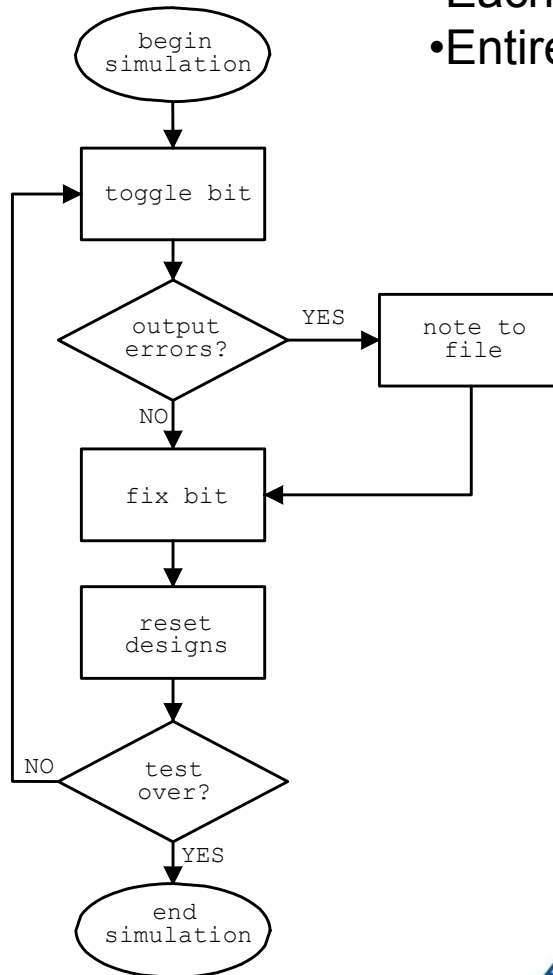 •Entire
begin
simulation
toggle bit
output
errors?
YES
note to
file
NO
fix bit
reset
designs
NO
test
over?
YES
end
simulation